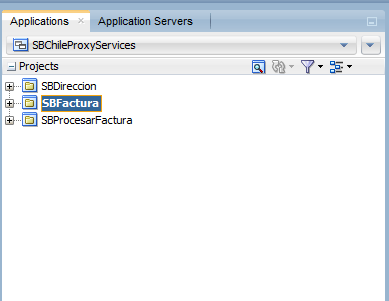 Applications
Application Servers
SBChileProxyServices
Projects
SBDireccion
SBFactura
SBProcesarFactura